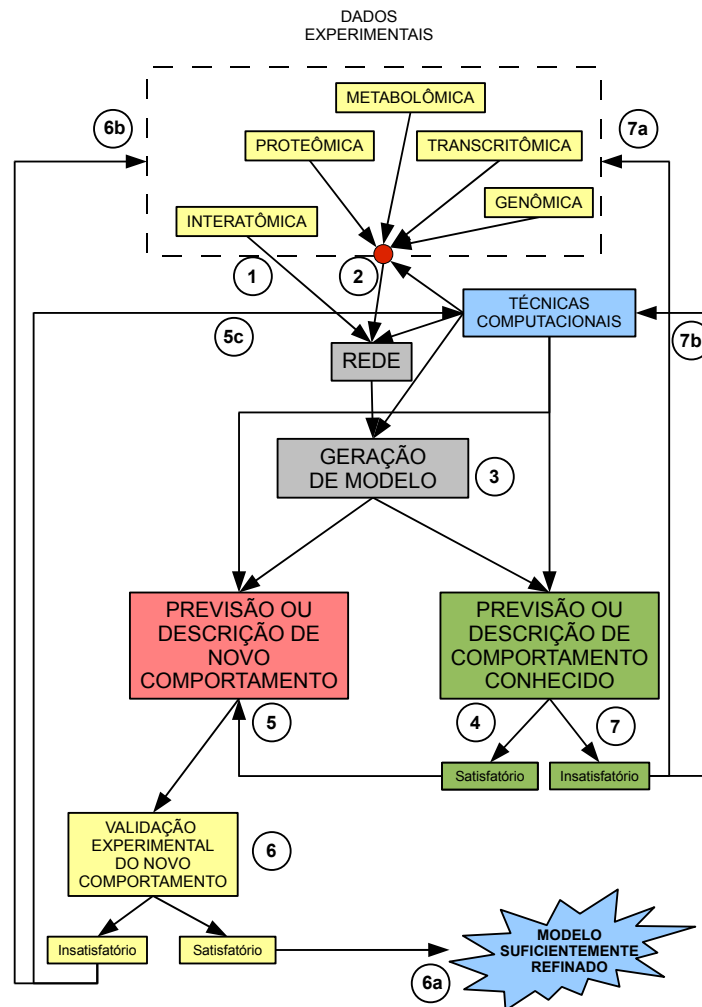 DADOS
EXPERIMENTAIS
METABOLÔMICA
6b
7a
PROTEÔMICA
TRANSCRITÔMICA
GENÔMICA
INTERATÔMICA
1
2
TÉCNICAS
COMPUTACIONAIS
5c
7b
REDE
GERAÇÃO
DE MODELO
3
PREVISÃO OU
DESCRIÇÃO DE
NOVO
COMPORTAMENTO
PREVISÃO OU
DESCRIÇÃO DE
COMPORTAMENTO
CONHECIDO
5
4
7
Satisfatório
Insatisfatório
VALIDAÇÃO
EXPERIMENTAL
DO NOVO
COMPORTAMENTO
6
Insatisfatório
Satisfatório
6a
MODELO
SUFICIENTEMENTE
REFINADO